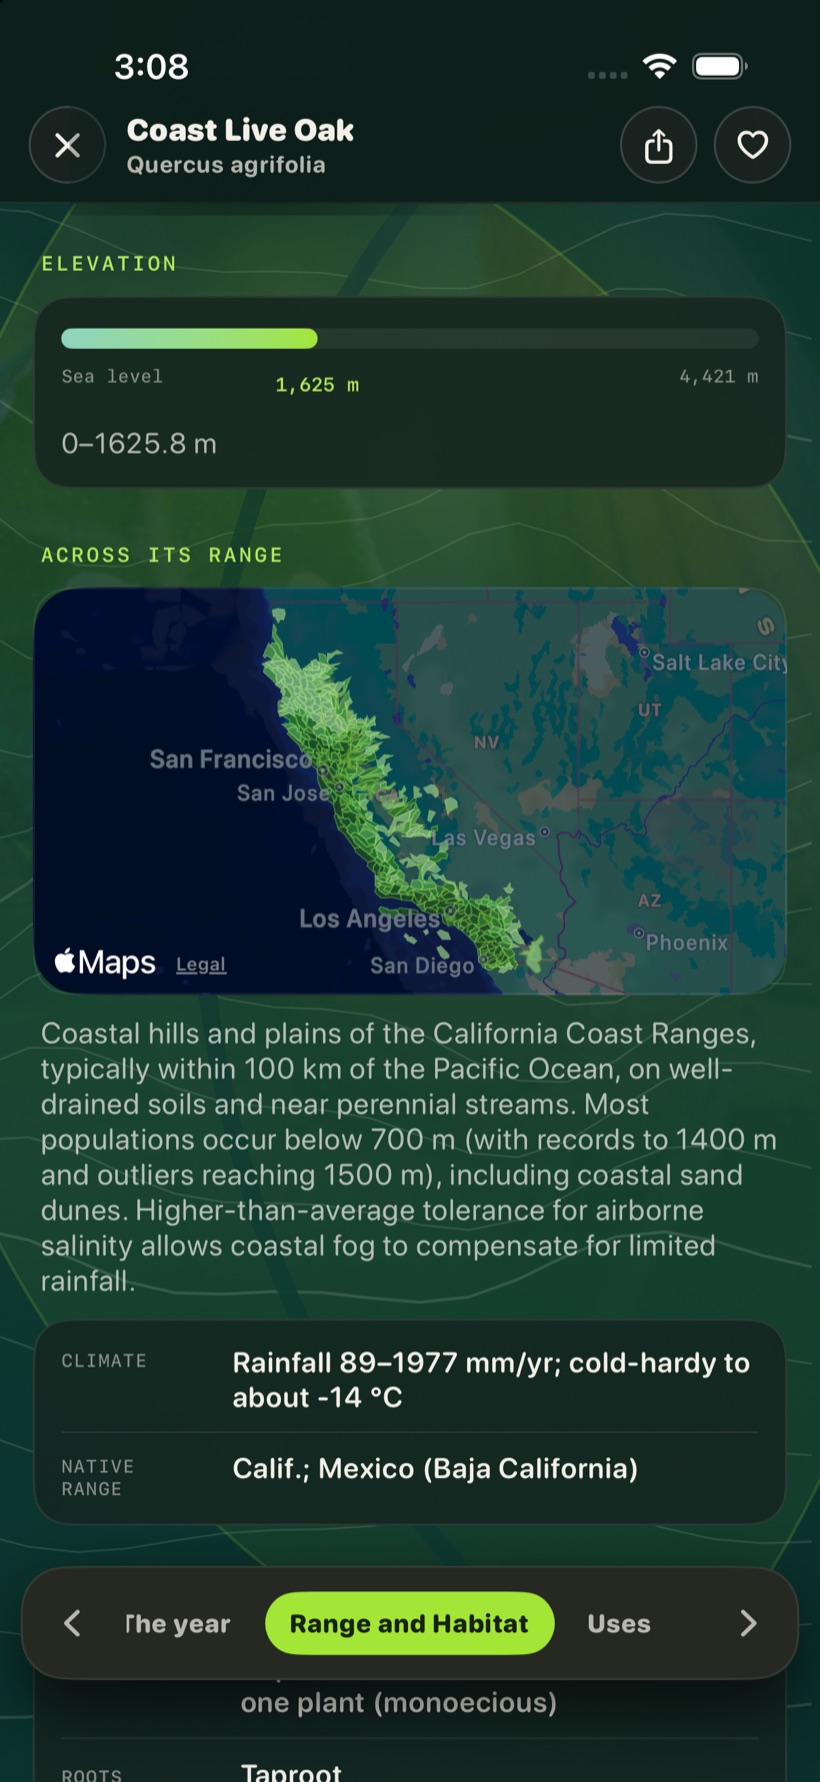 3:08
Coast Live Oak
Quercus agrifolia
ELEVATION
Sea level
1,625 m
4,421 m
0–1625.8 m
ACROSS ITS RANGE
S
Salt Lake City
UT
NV
San Francisco
San Jose
Las Vegas
AZ
Los Angeles
Phoenix
San Diego
Maps Legal
Coastal hills and plains of the California Coast Ranges,
typically within 100 km of the Pacific Ocean, on well-
drained soils and near perennial streams. Most
populations occur below 700 m (with records to 1400 m
and outliers reaching 1500 m), including coastal sand
dunes. Higher-than-average tolerance for airborne
salinity allows coastal fog to compensate for limited
rainfall.
CLIMATE
Rainfall 89–1977 mm/yr; cold-hardy to
about -14 °C
NATIVE
RANGE
Calif.; Mexico (Baja California)
The year
Range and Habitat
Uses
one plant (monoecious)
ROOTS
Taproot